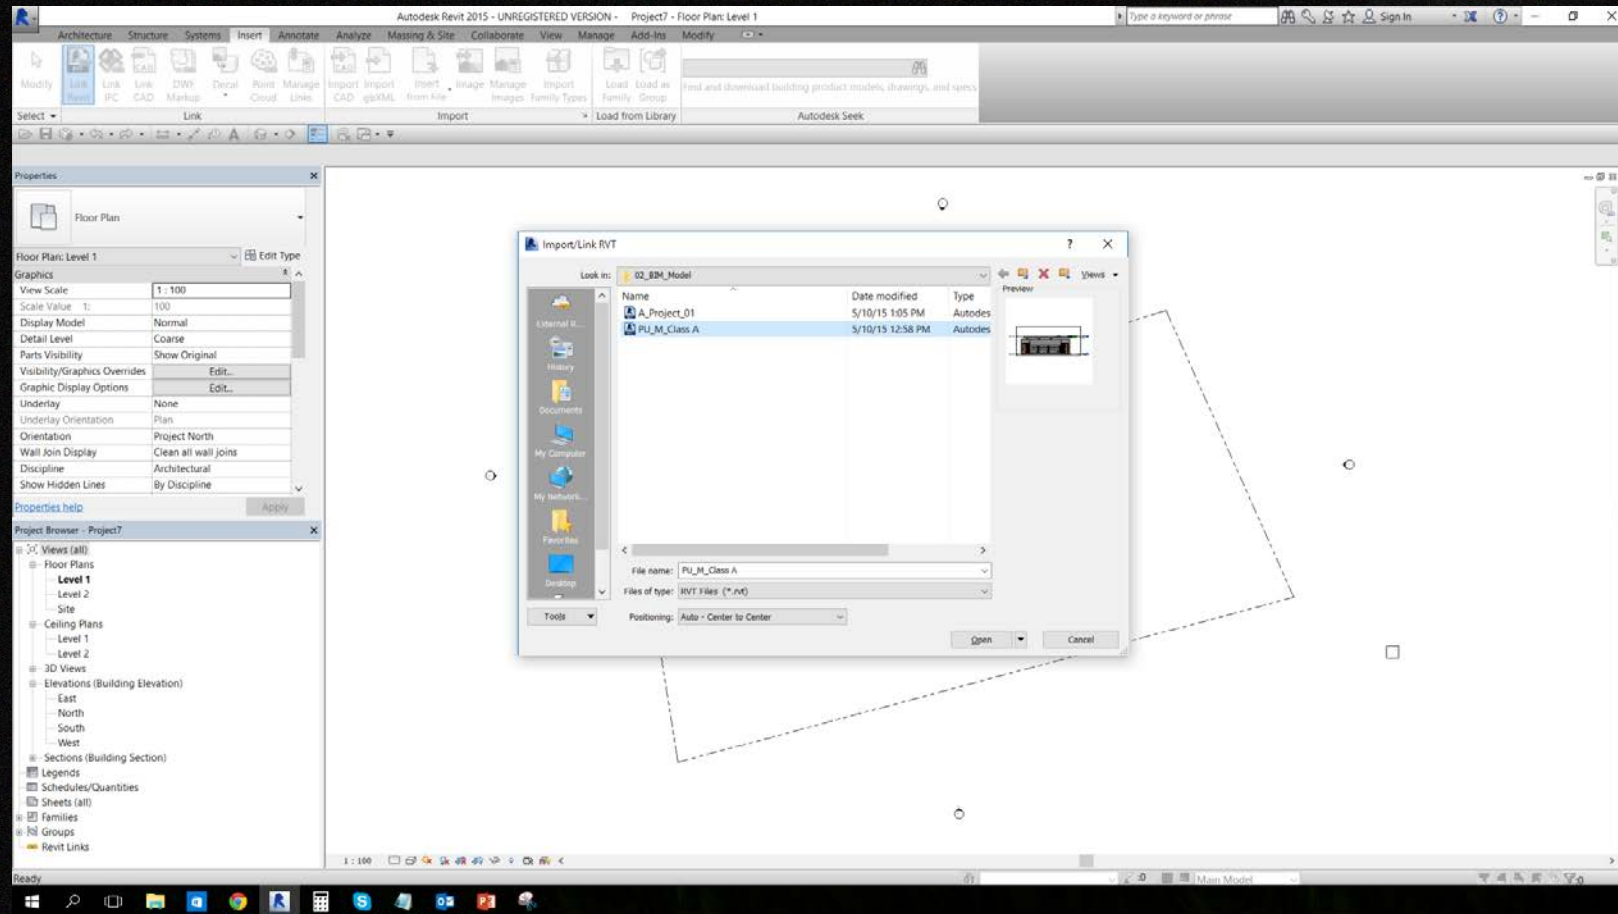 Autodesk Revit 2015 - UNREGISTERED VERSION - Project7 - Floor Plan: Level 1
Type a keyword or phrase
Sign In
Architecture Structure Systems Insert Annotate Analyze Massing & Site Collaborate View Manage Add-Ins Modify
Modify
Link Revit
Link IFC
Link CAD
DWF Markup
Decal
Point Cloud
Manage Links
Import CAD
Import gbXML
Insert from File
Image
Manage Images
Import Family Types
Load Family
Load as Group
Find and download building product models, drawings, and specs
Select
Link
Import
Load from Library
Autodesk Seek
Properties
Floor Plan
Floor Plan: Level 1
Edit Type
Graphics
View Scale 1 : 100
Scale Value 1: 100
Display Model Normal
Detail Level Coarse
Parts Visibility Show Original
Visibility/Graphics Overrides Edit...
Graphic Display Options Edit...
Underlay None
Underlay Orientation Plan
Orientation Project North
Wall Join Display Clean all wall joins
Discipline Architectural
Show Hidden Lines By Discipline
Properties help
Apply
Project Browser - Project7
Views (all)
Floor Plans
Level 1
Level 2
Site
Ceiling Plans
Level 1
Level 2
3D Views
Elevations (Building Elevation)
East
North
South
West
Sections (Building Section)
Legends
Schedules/Quantities
Sheets (all)
Families
Groups
Revit Links
Import/Link RVT
Look in: 02_BIM_Model
Views
Name Date modified Type
A_Project_01 5/10/15 1:05 PM Autodes
PU_M_Class A 5/10/15 12:58 PM Autodes
Preview
External R...
History
Documents
My Computer
My Network...
Favorites
Desktop
File name: PU_M_Class A
Files of type: RVT Files (*.rvt)
Tools
Positioning: Auto - Center to Center
Open
Cancel
1 : 100
Ready
:0
Main Model
:0